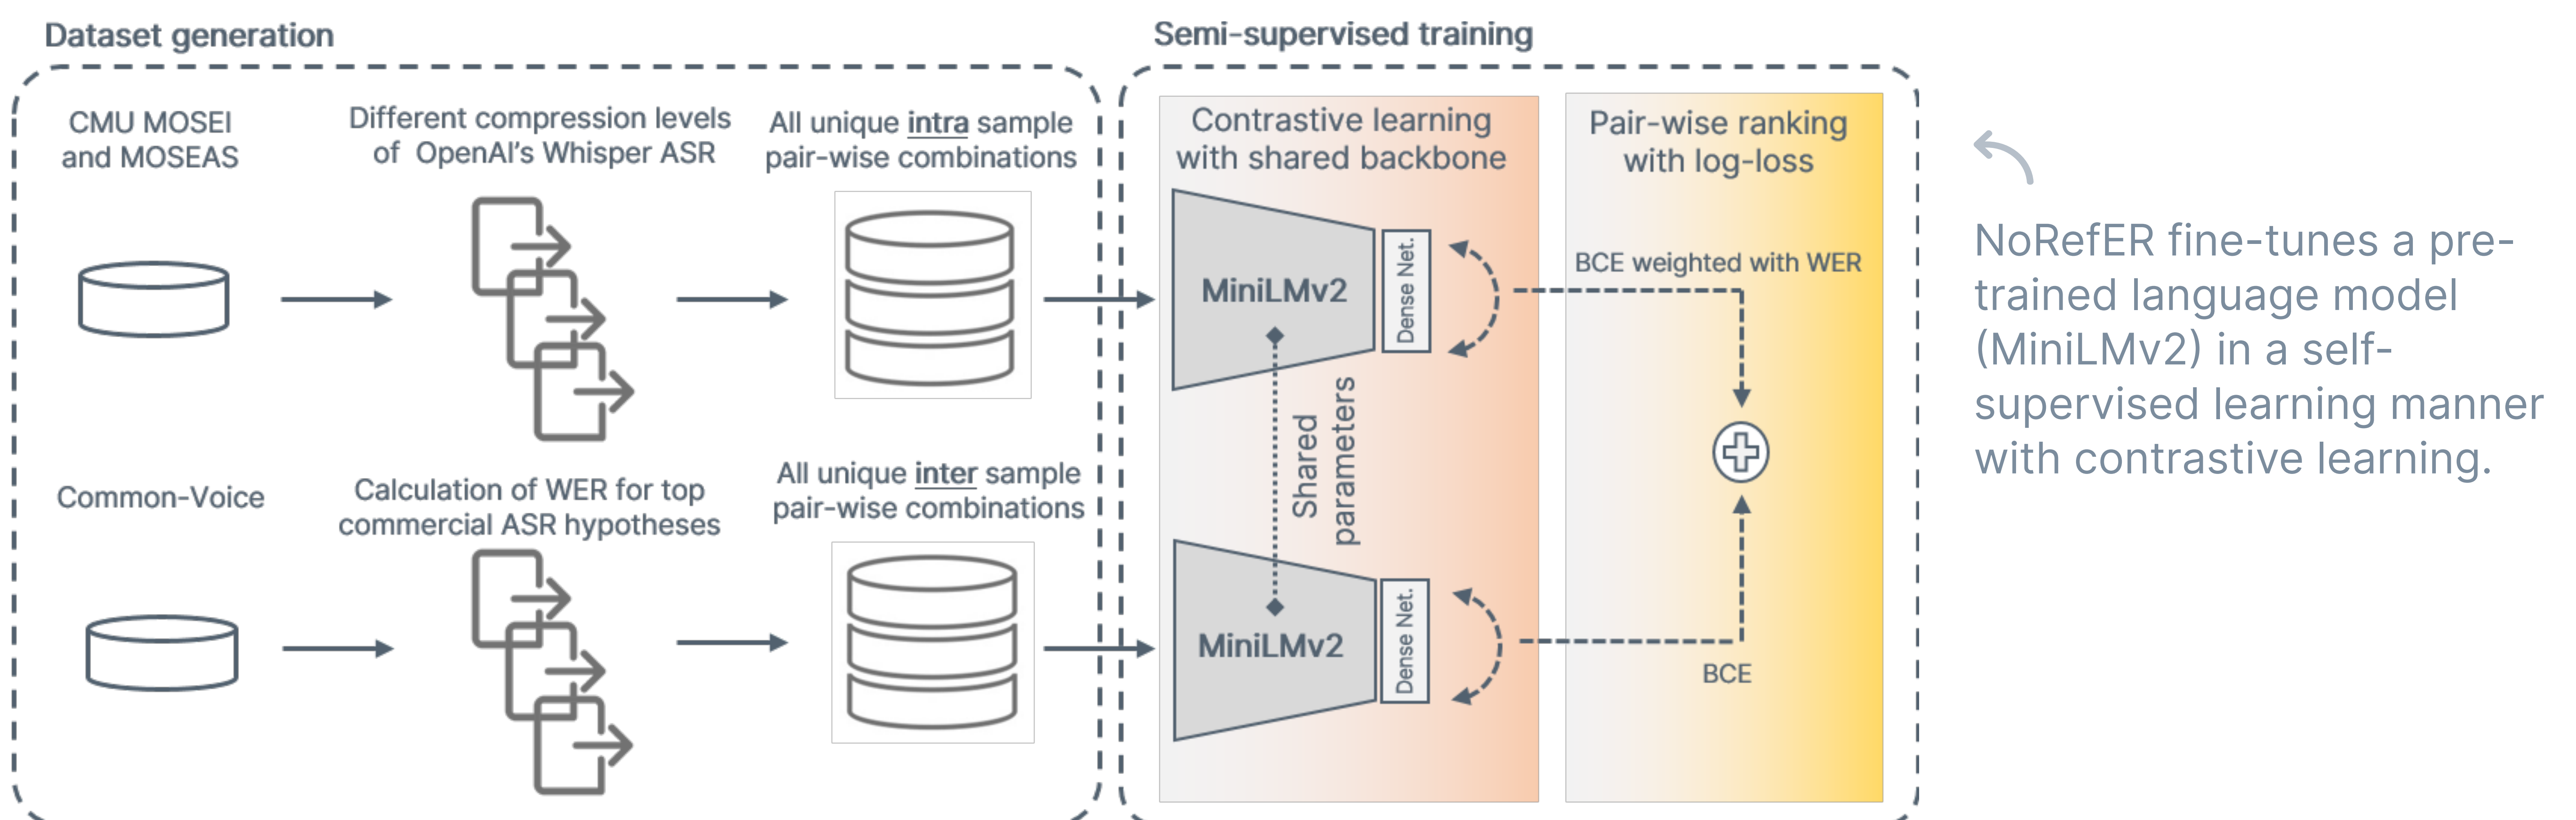 Dataset generation
CMU MOSEI
and MOSEAS
Different compression levels
of OpenAI's Whisper ASR
All unique intra sample
pair-wise combinations
Common-Voice
Calculation of WER for top
commercial ASR hypotheses
All unique inter sample
pair-wise combinations
Semi-supervised training
Contrastive learning
with shared backbone
MiniLMv2
Dense Net.
Shared
parameters
MiniLMv2
Dense Net.
Pair-wise ranking
with log-loss
BCE weighted with WER
BCE
NoRefER fine-tunes a pre-
trained language model
(MiniLMv2) in a self-
supervised learning manner
with contrastive learning.